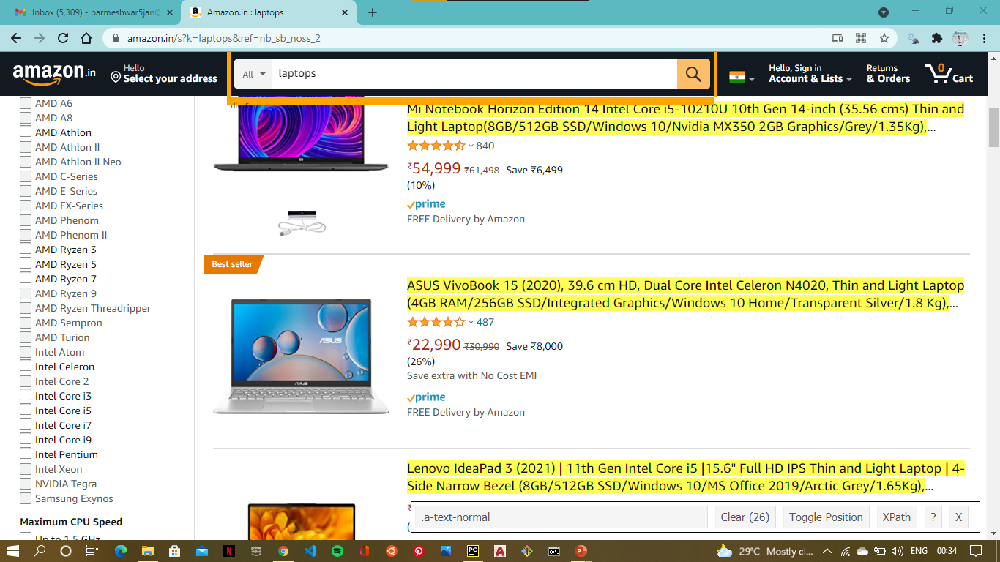 Inbox (5,309) - parmeshwar5jan@
Amazon.in : laptops
amazon.in/s?k=laptops&ref=nb_sb_noss_2
amazon.in
Hello
Select your address
All
laptops
Hello, Sign in
Account & Lists
Returns
& Orders
0
Cart
AMD A6
AMD A8
AMD Athlon
AMD Athlon II
AMD Athlon II Neo
AMD C-Series
AMD E-Series
AMD FX-Series
AMD Phenom
AMD Phenom II
AMD Ryzen 3
AMD Ryzen 5
AMD Ryzen 7
AMD Ryzen 9
AMD Ryzen Threadripper
AMD Sempron
AMD Turion
Intel Atom
Intel Celeron
Intel Core 2
Intel Core i3
Intel Core i5
Intel Core i7
Intel Core i9
Intel Pentium
Intel Xeon
NVIDIA Tegra
Samsung Exynos
Maximum CPU Speed
Up to 1.5 GHz
Mi Notebook Horizon Edition 14 Intel Core i5-10210U 10th Gen 14-inch (35.56 cms) Thin and
Light Laptop(8GB/512GB SSD/Windows 10/Nvidia MX350 2GB Graphics/Grey/1.35Kg),...
840
₹54,999 ₹61,498 Save ₹6,499
(10%)
prime
FREE Delivery by Amazon
Best seller
ASUS
ASUS VivoBook 15 (2020), 39.6 cm HD, Dual Core Intel Celeron N4020, Thin and Light Laptop
(4GB RAM/256GB SSD/Integrated Graphics/Windows 10 Home/Transparent Silver/1.8 Kg),...
487
₹22,990 ₹30,990 Save ₹8,000
(26%)
Save extra with No Cost EMI
prime
FREE Delivery by Amazon
Lenovo IdeaPad 3 (2021) | 11th Gen Intel Core i5 |15.6" Full HD IPS Thin and Light Laptop | 4-
Side Narrow Bezel (8GB/512GB SSD/Windows 10/MS Office 2019/Arctic Grey/1.65Kg),...
.a-text-normal
Clear (26)
Toggle Position
XPath
?
X
29°C Mostly cl...
ENG
00:34